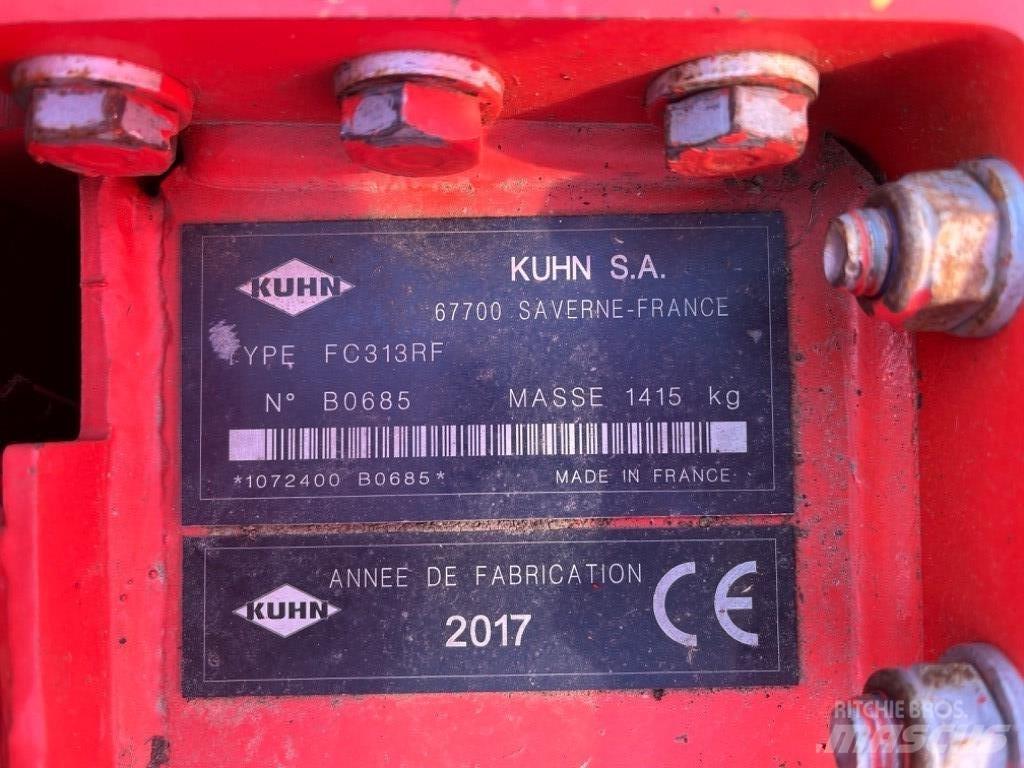 KUHN
KUHN S.A.
67700 SAVERNE-FRANCE
TYPE FC313RF
N° B0685 MASSE 1415 kg
*1072400 B0685* MADE IN FRANCE
KUHN
ANNEE DE FABRICATION
2017
CE
RITCHIE BROS.
MASCUS